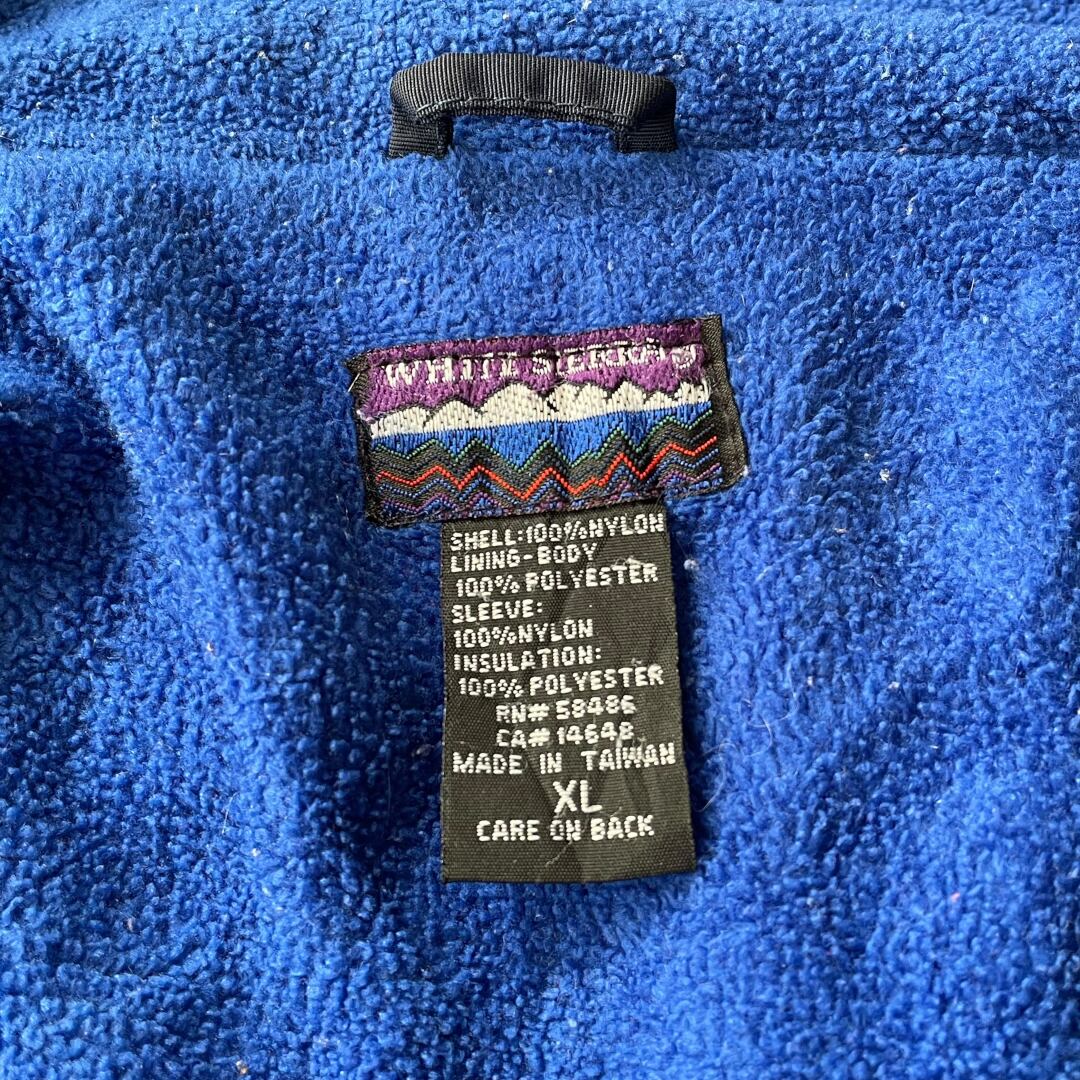 WHITE SIERRA®
SHELL:100%NYLON
LINING-BODY
100% POLYESTER
SLEEVE:
100%NYLON
INSULATION:
100% POLYESTER
RN# 58486
CA# 14648
MADE IN TAIWAN
XL
CARE ON BACK